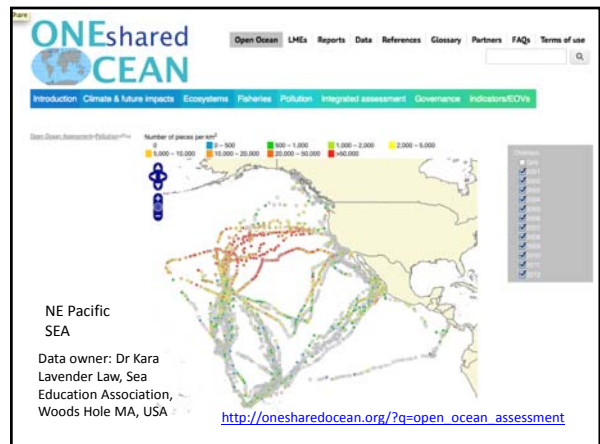 ONEshared
OCEAN
Open Ocean LMEs Reports Data References Glossary Partners FAQs Terms of use
Introduction Climate & future impacts Ecosystems Fisheries Pollution Integrated assessment Governance Indicators/EOVs
Number of pieces per km²
0 0 – 500 500 – 1,000 1,000 – 2,000 2,000 – 5,000
5,000 – 10,000 10,000 – 20,000 20,000 – 50,000 >50,000
NE Pacific
SEA
Data owner: Dr Kara
Lavender Law, Sea
Education Association,
Woods Hole MA, USA
http://onesharedocean.org/?q=open_ocean_assessment